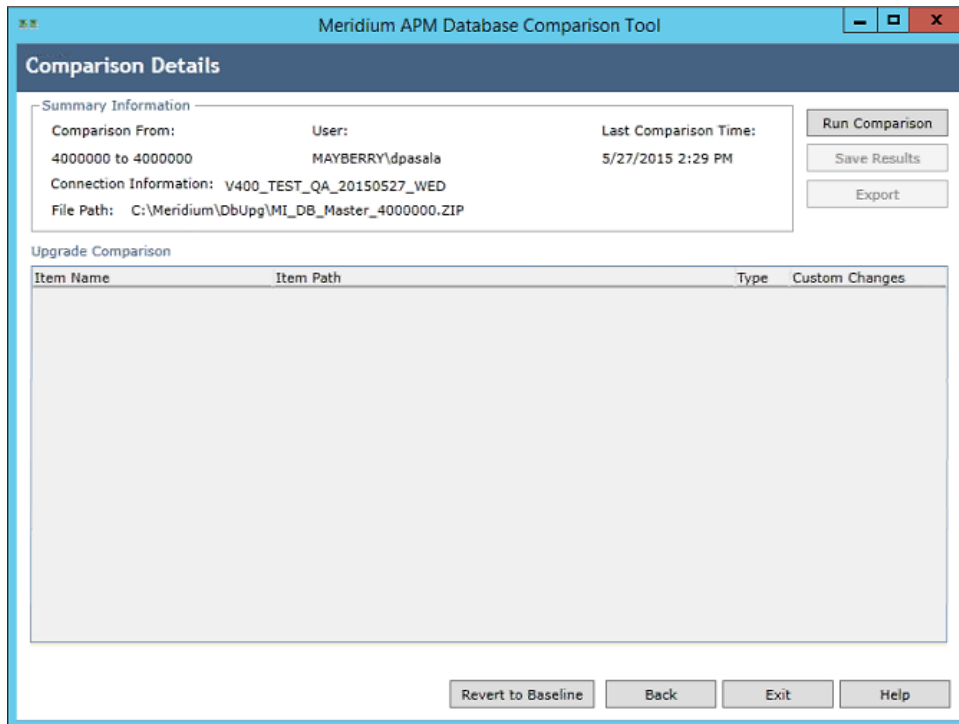 Meridium APM Database Comparison Tool
Comparison Details
Summary Information
Comparison From: User: Last Comparison Time:
4000000 to 4000000 MAYBERRY\dpasala 5/27/2015 2:29 PM
Connection Information: V400_TEST_QA_20150527_WED
File Path: C:\Meridium\DbUpg\MI_DB_Master_4000000.ZIP
Run Comparison
Save Results
Export
Upgrade Comparison
Item Name Item Path Type Custom Changes
Revert to Baseline Back Exit Help